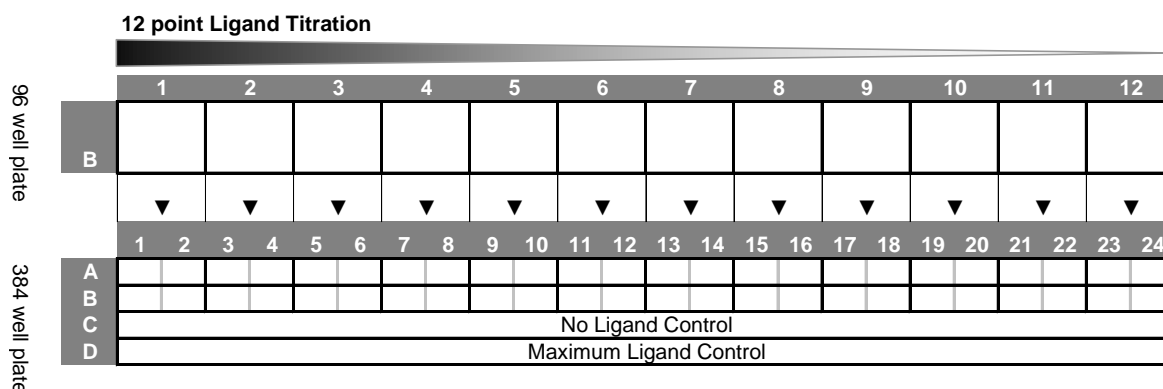 12 point Ligand Titration
1 2 3 4 5 6 7 8 9 10 11 12
96 well plate
B
▼ ▼ ▼ ▼ ▼ ▼ ▼ ▼ ▼ ▼ ▼ ▼
1 2 3 4 5 6 7 8 9 10 11 12 13 14 15 16 17 18 19 20 21 22 23 24
384 well plate
A
B
C No Ligand Control
D Maximum Ligand Control